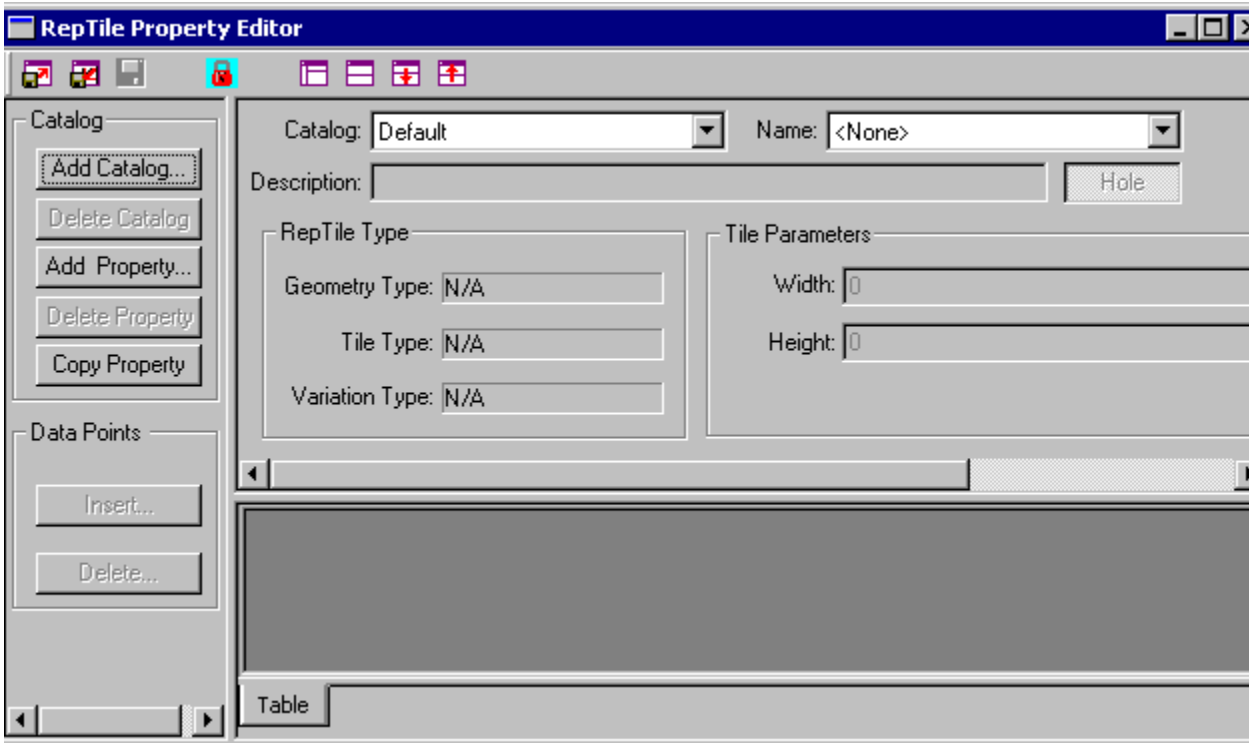 RepTile Property Editor
Catalog
Add Catalog...
Delete Catalog
Add Property...
Delete Property
Copy Property
Data Points
Insert...
Delete...
Catalog: Default Name: <None>
Description: Hole
RepTile Type
Geometry Type: N/A
Tile Type: N/A
Variation Type: N/A
Tile Parameters
Width: 0
Height: 0
Table